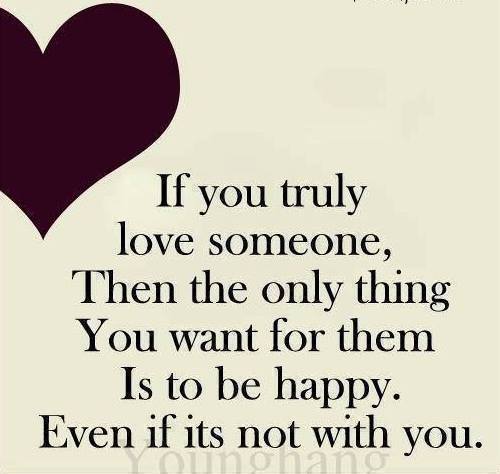 If you truly
love someone,
Then the only thing
You want for them
Is to be happy.
Even if its not with you.
Younghang